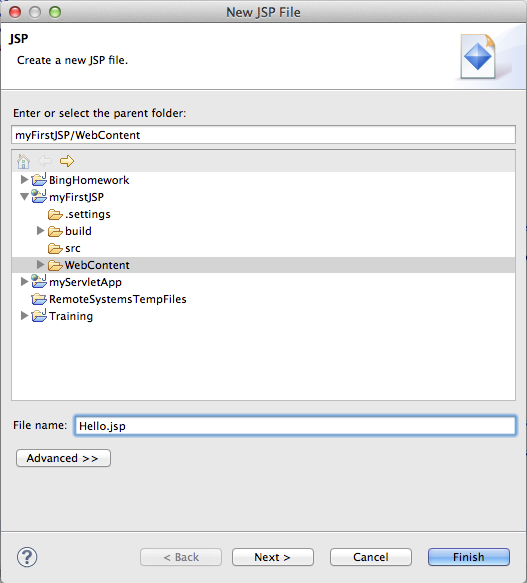 New JSP File
JSP
Create a new JSP file.
Enter or select the parent folder:
myFirstJSP/WebContent
BingHomework
myFirstJSP
.settings
build
src
WebContent
myServletApp
RemoteSystemsTempFiles
Training
File name: Hello.jsp
Advanced >>
? < Back Next > Cancel Finish